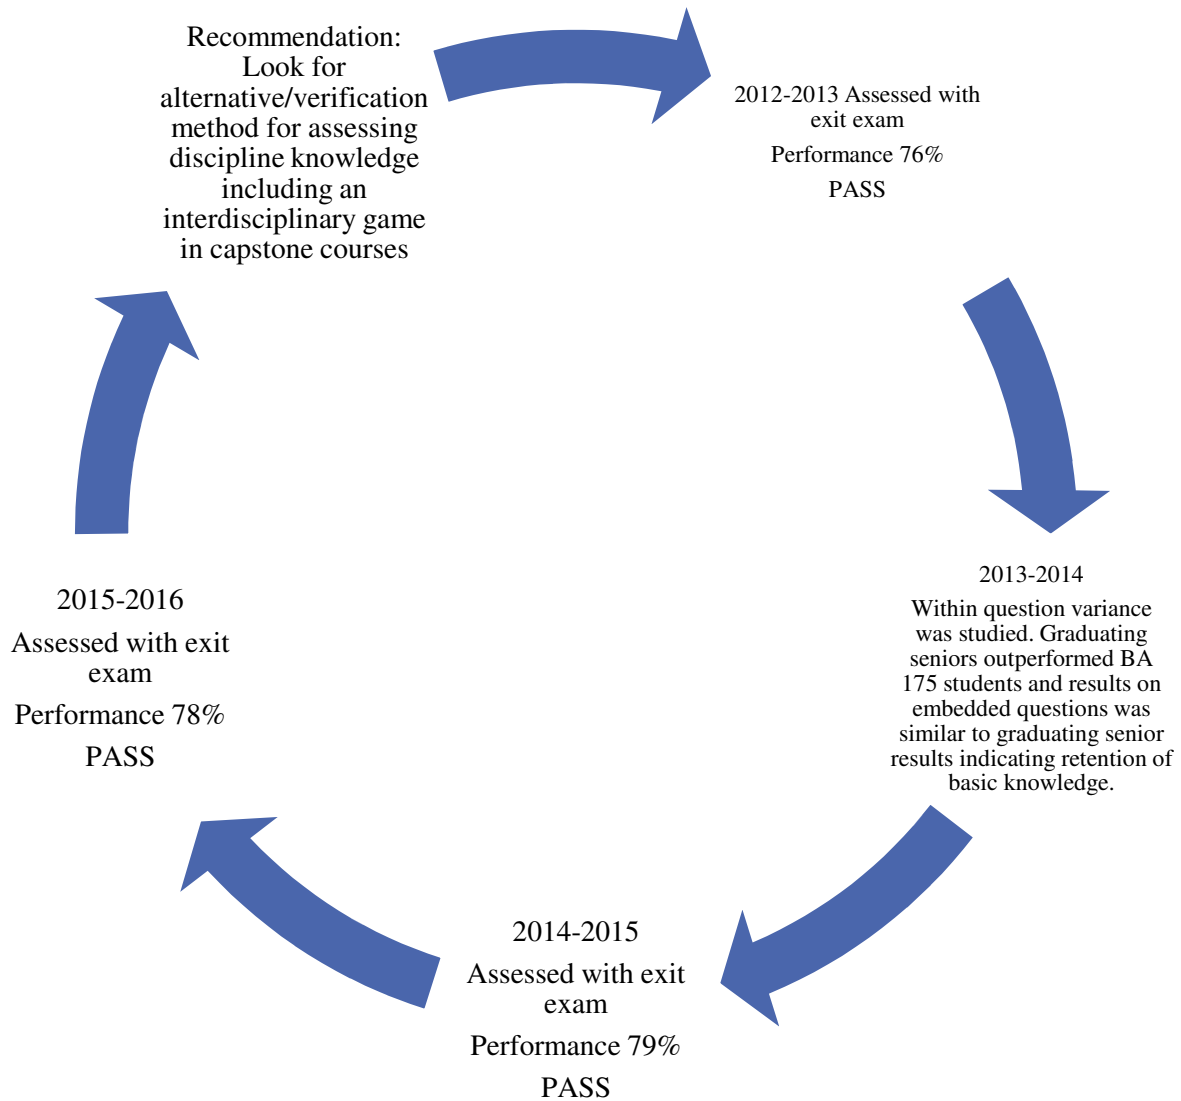 Recommendation:
Look for
alternative/verification
method for assessing
discipline knowledge
including an
interdisciplinary game
in capstone courses
2012-2013 Assessed with
exit exam
Performance 76%
PASS
2013-2014
Within question variance
was studied. Graduating
seniors outperformed BA
175 students and results on
embedded questions was
similar to graduating senior
results indicating retention of
basic knowledge.
2014-2015
Assessed with exit
exam
Performance 79%
PASS
2015-2016
Assessed with exit
exam
Performance 78%
PASS